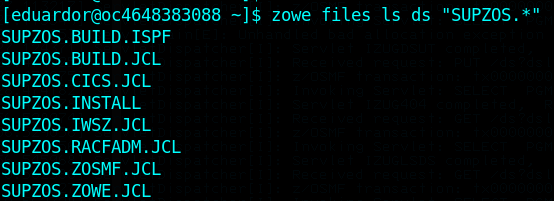 [eduardor@oc4648383088 ~]$ zowe files ls ds "SUPZOS.*"
SUPZOS.BUILD.ISPF
SUPZOS.BUILD.JCL
SUPZOS.CICS.JCL
SUPZOS.INSTALL
SUPZOS.IWSZ.JCL
SUPZOS.RACFADM.JCL
SUPZOS.ZOSMF.JCL
SUPZOS.ZOWE.JCL